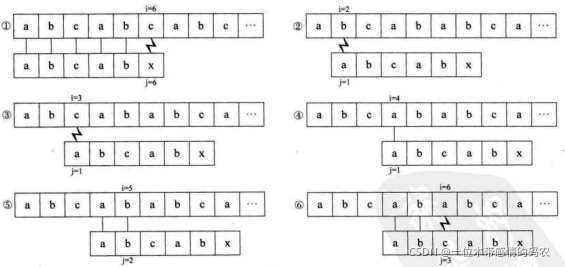 i=6
① a b c a b c a b c ···
a b c a b x
j=6
i=2
② a b c a b a b c a ···
a b c a b x
j=1
i=3
③ a b c a b a b c a ···
a b c a b x
j=1
i=4
④ a b c a b a b c a ···
a b c a b x
j=1
i=5
⑤ a b c a b a b c a ···
a b c a b x
j=2
i=6
⑥ a b c a b a b c a ···
a b c a b x
j=3
CSDN @一位本带感情的码农